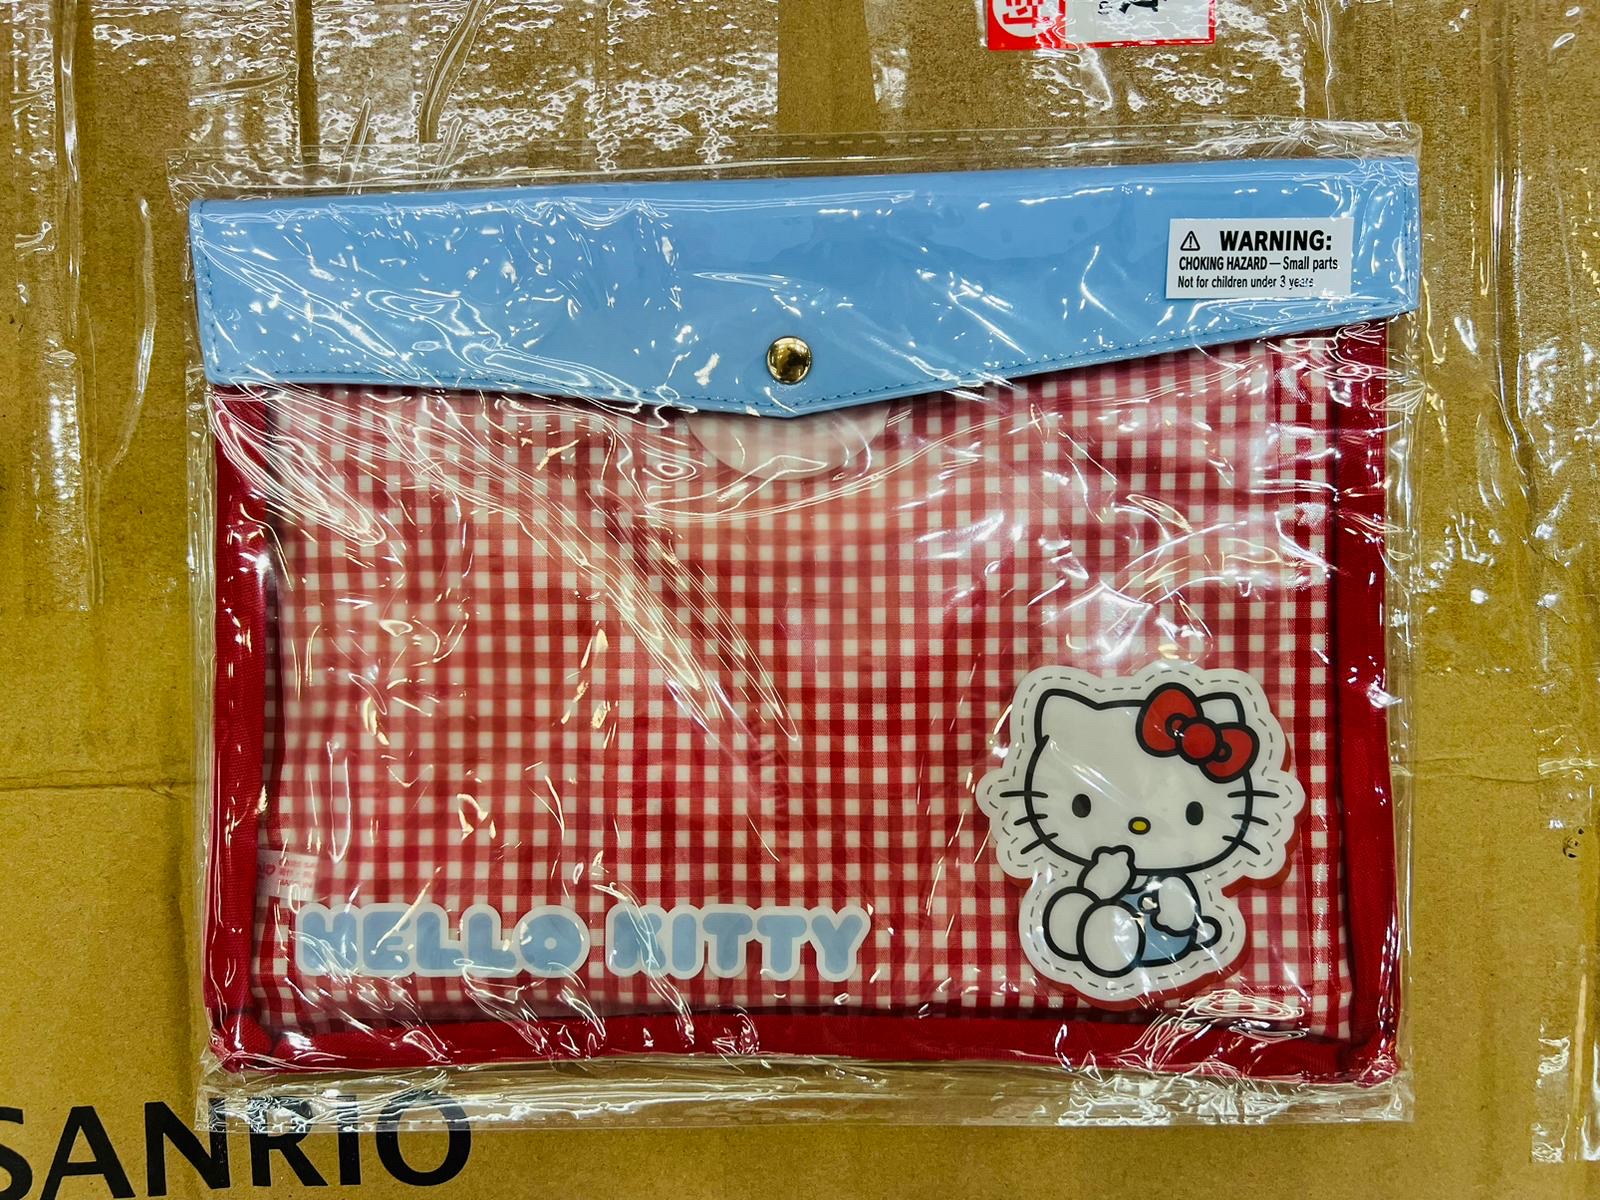 WARNING:
CHOKING HAZARD — Small parts
Not for children under 3 years
HELLO KITTY
SANRIO